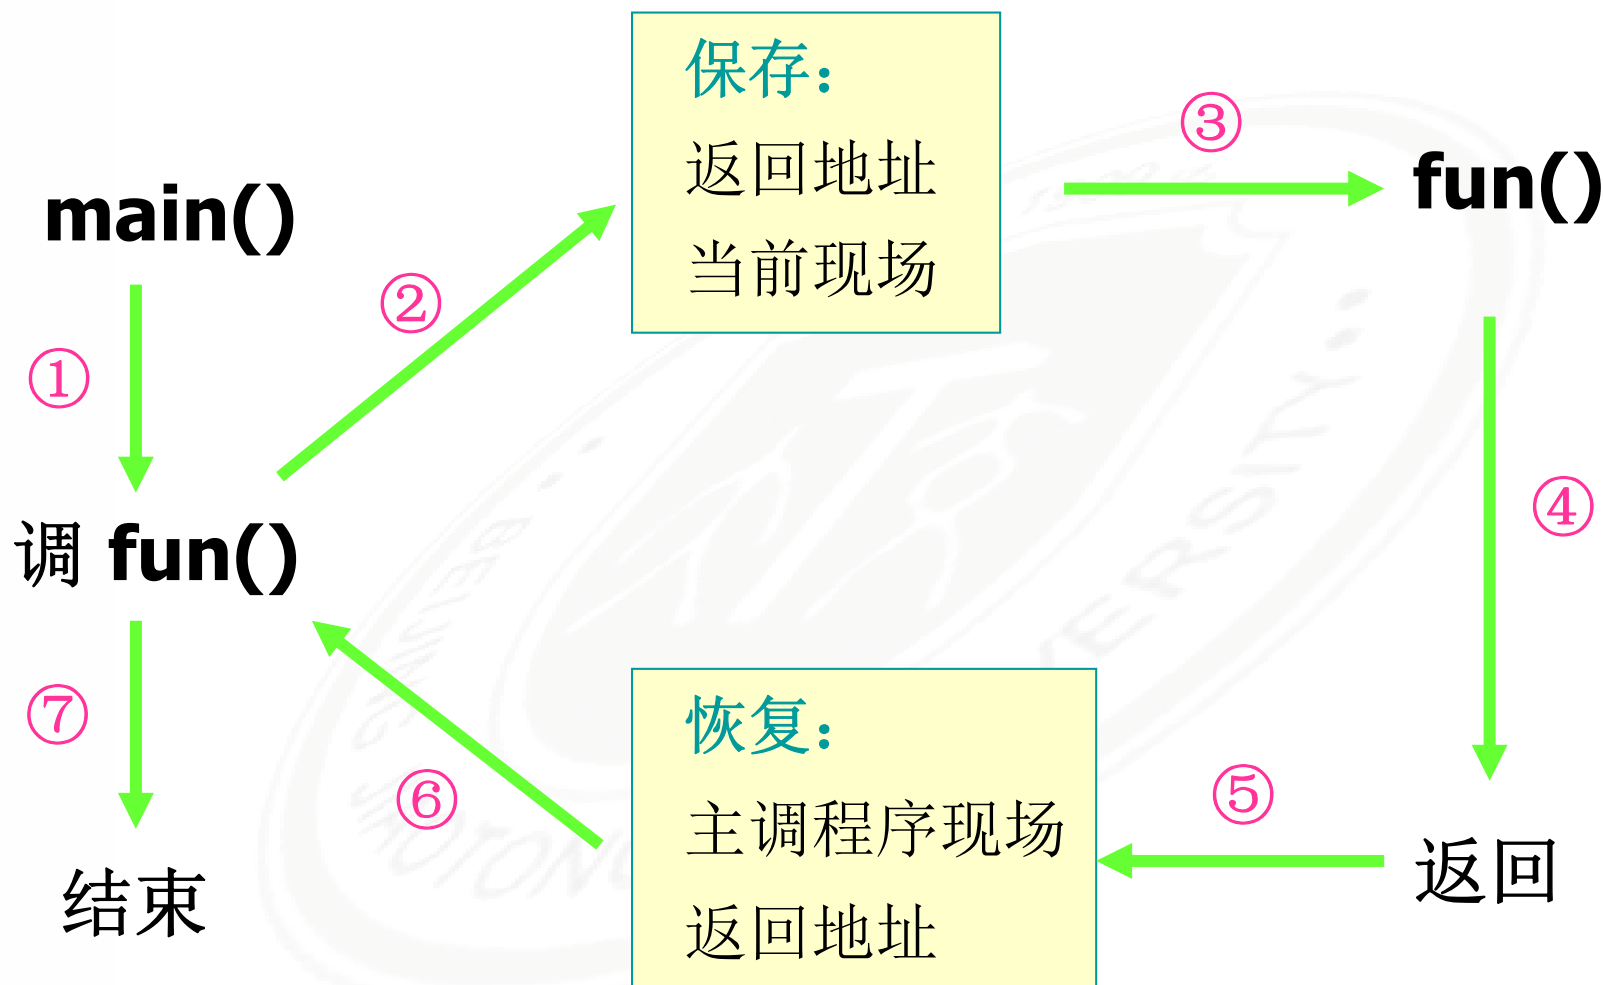 保存：
返回地址
当前现场
main()
①
②
③
fun()
④
调 fun()
⑦
⑥
恢复：
主调程序现场
返回地址
⑤
返回
结束